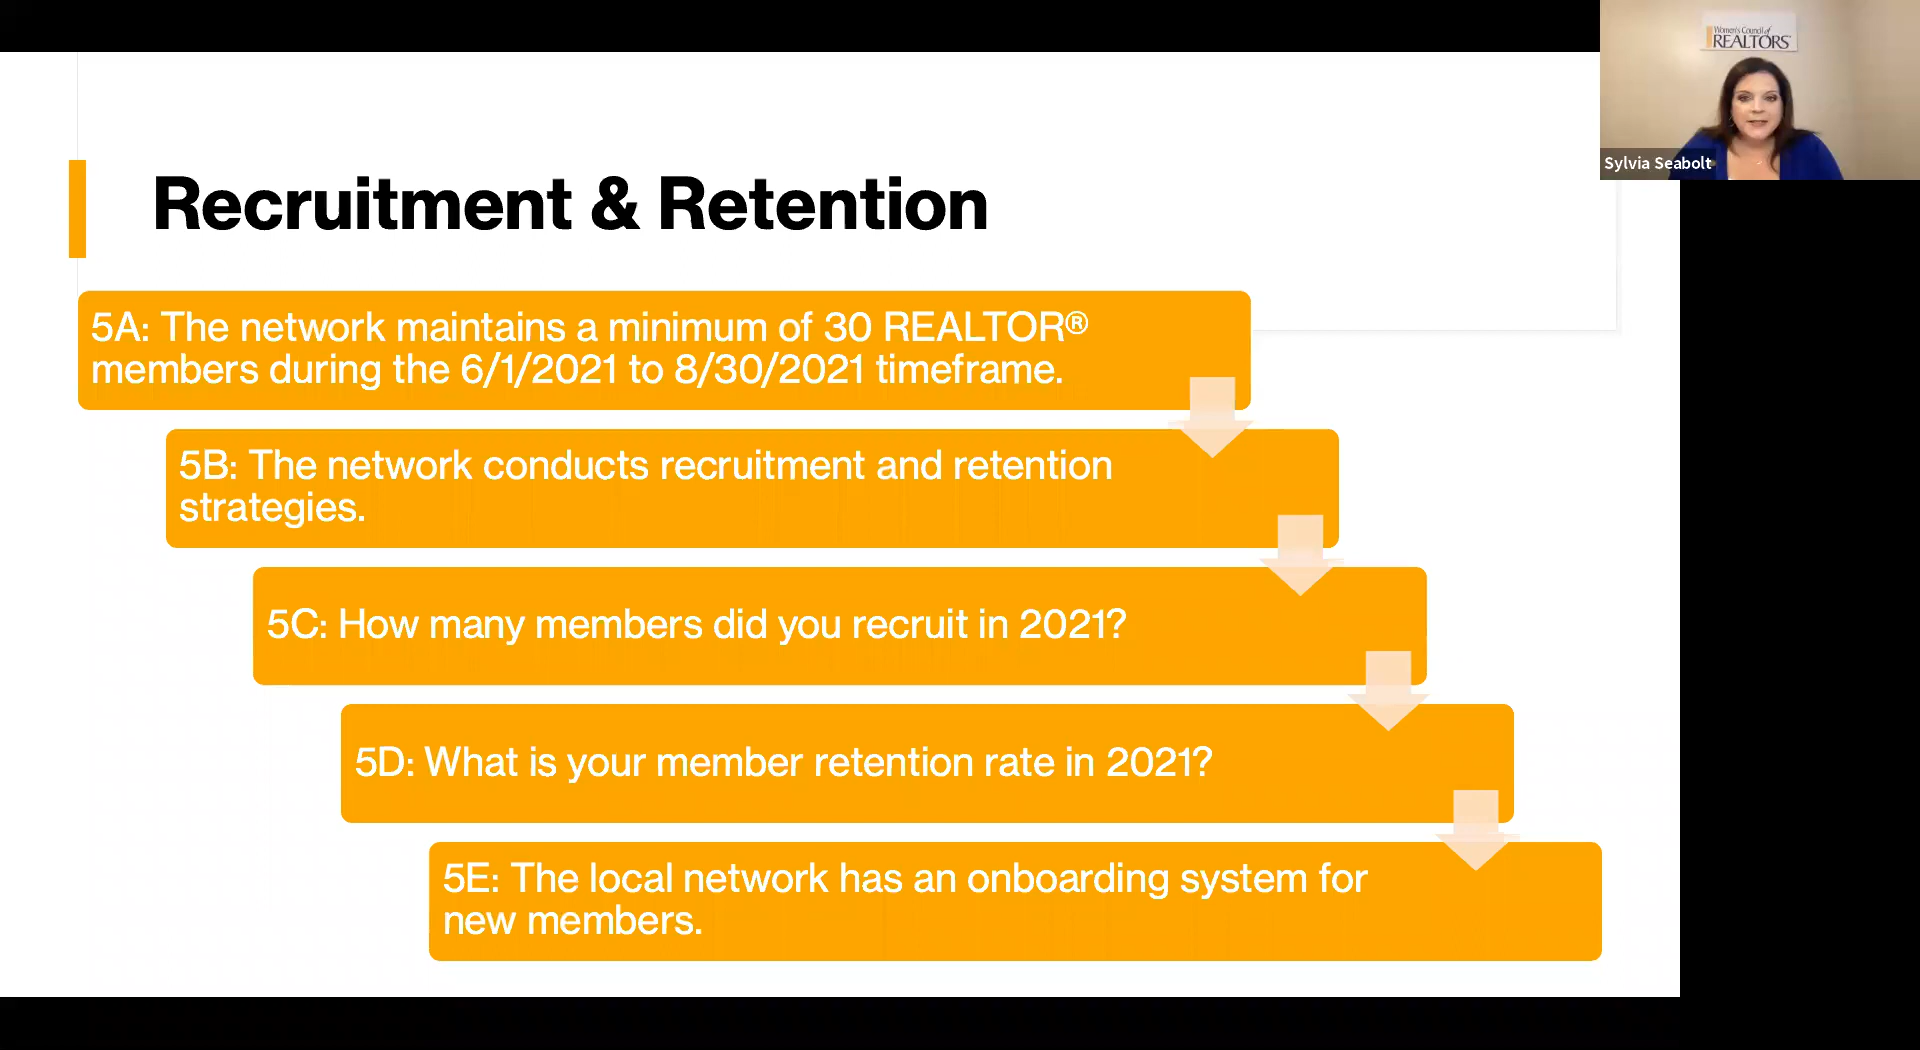 Women's Council of
REALTORS
Sylvia Seabolt
Recruitment & Retention
5A: The network maintains a minimum of 30 REALTOR®
members during the 6/1/2021 to 8/30/2021 timeframe.
5B: The network conducts recruitment and retention
strategies.
5C: How many members did you recruit in 2021?
5D: What is your member retention rate in 2021?
5E: The local network has an onboarding system for
new members.